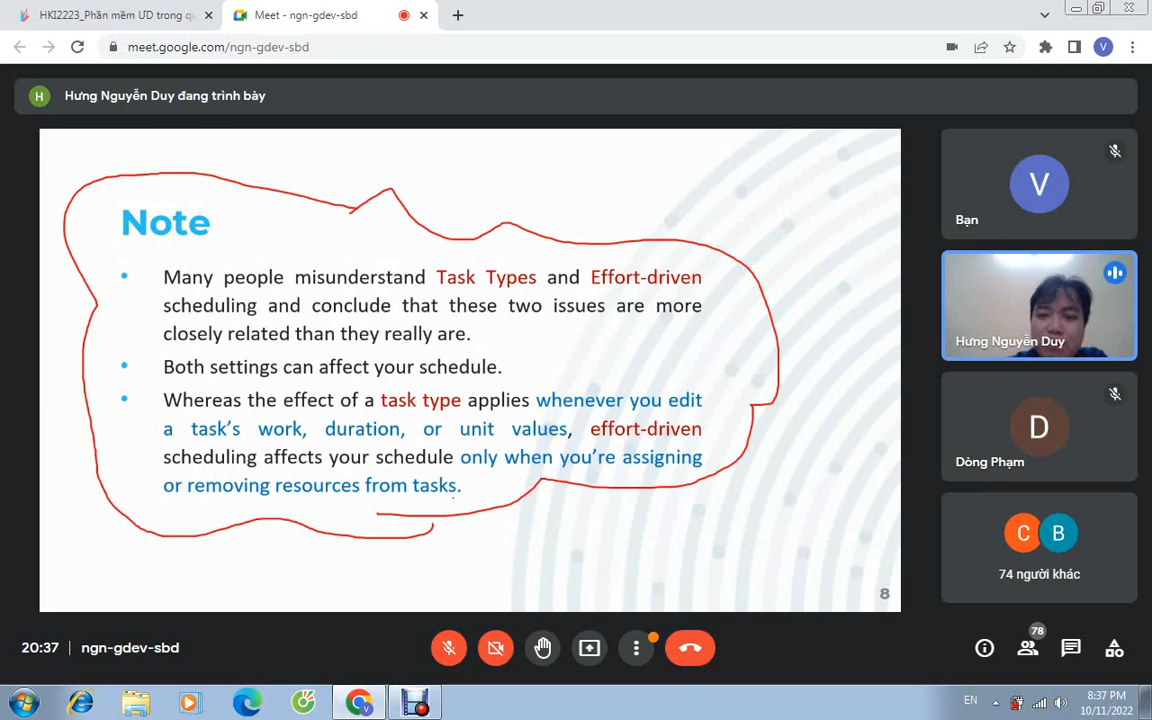 HKI2223_Phần mềm ƯD trong qu
Meet - ngn-gdev-sbd
meet.google.com/ngn-gdev-sbd
V
H
Hưng Nguyễn Duy đang trình bày
Note
Many people misunderstand Task Types and Effort-driven
scheduling and conclude that these two issues are more
closely related than they really are.
Both settings can affect your schedule.
Whereas the effect of a task type applies whenever you edit
a task's work, duration, or unit values, effort-driven
scheduling affects your schedule only when you're assigning
or removing resources from tasks.
8
V
Bạn
Hưng Nguyễn Duy
D
Dòng Phạm
C
B
74 người khác
20:37
ngn-gdev-sbd
78
EN
8:37 PM
10/11/2022